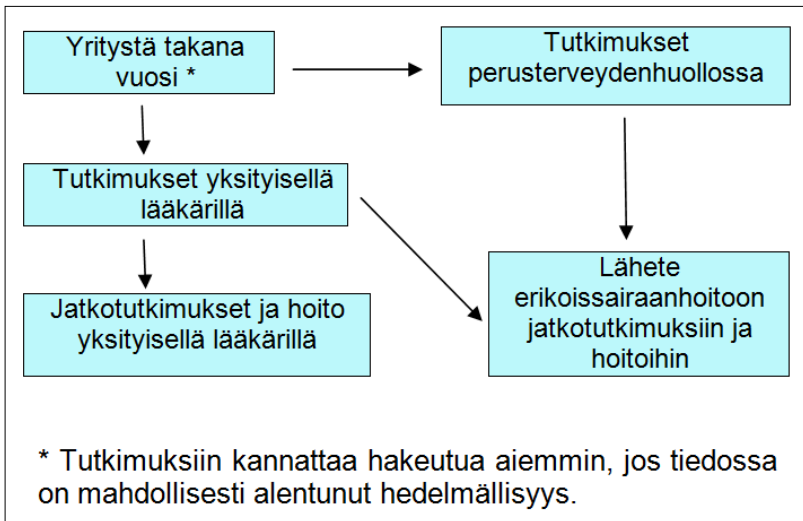 Yritystä takana
vuosi *
Tutkimukset
perusterveydenhuollossa
Tutkimukset yksityisellä
lääkärillä
Jatkotutkimukset ja hoito
yksityisellä lääkärillä
Lähete
erikoissairaanhoitoon
jatkotutkimuksiin ja
hoitoihin
* Tutkimuksiin kannattaa hakeutua aiemmin, jos tiedossa
on mahdollisesti alentunut hedelmällisyys.